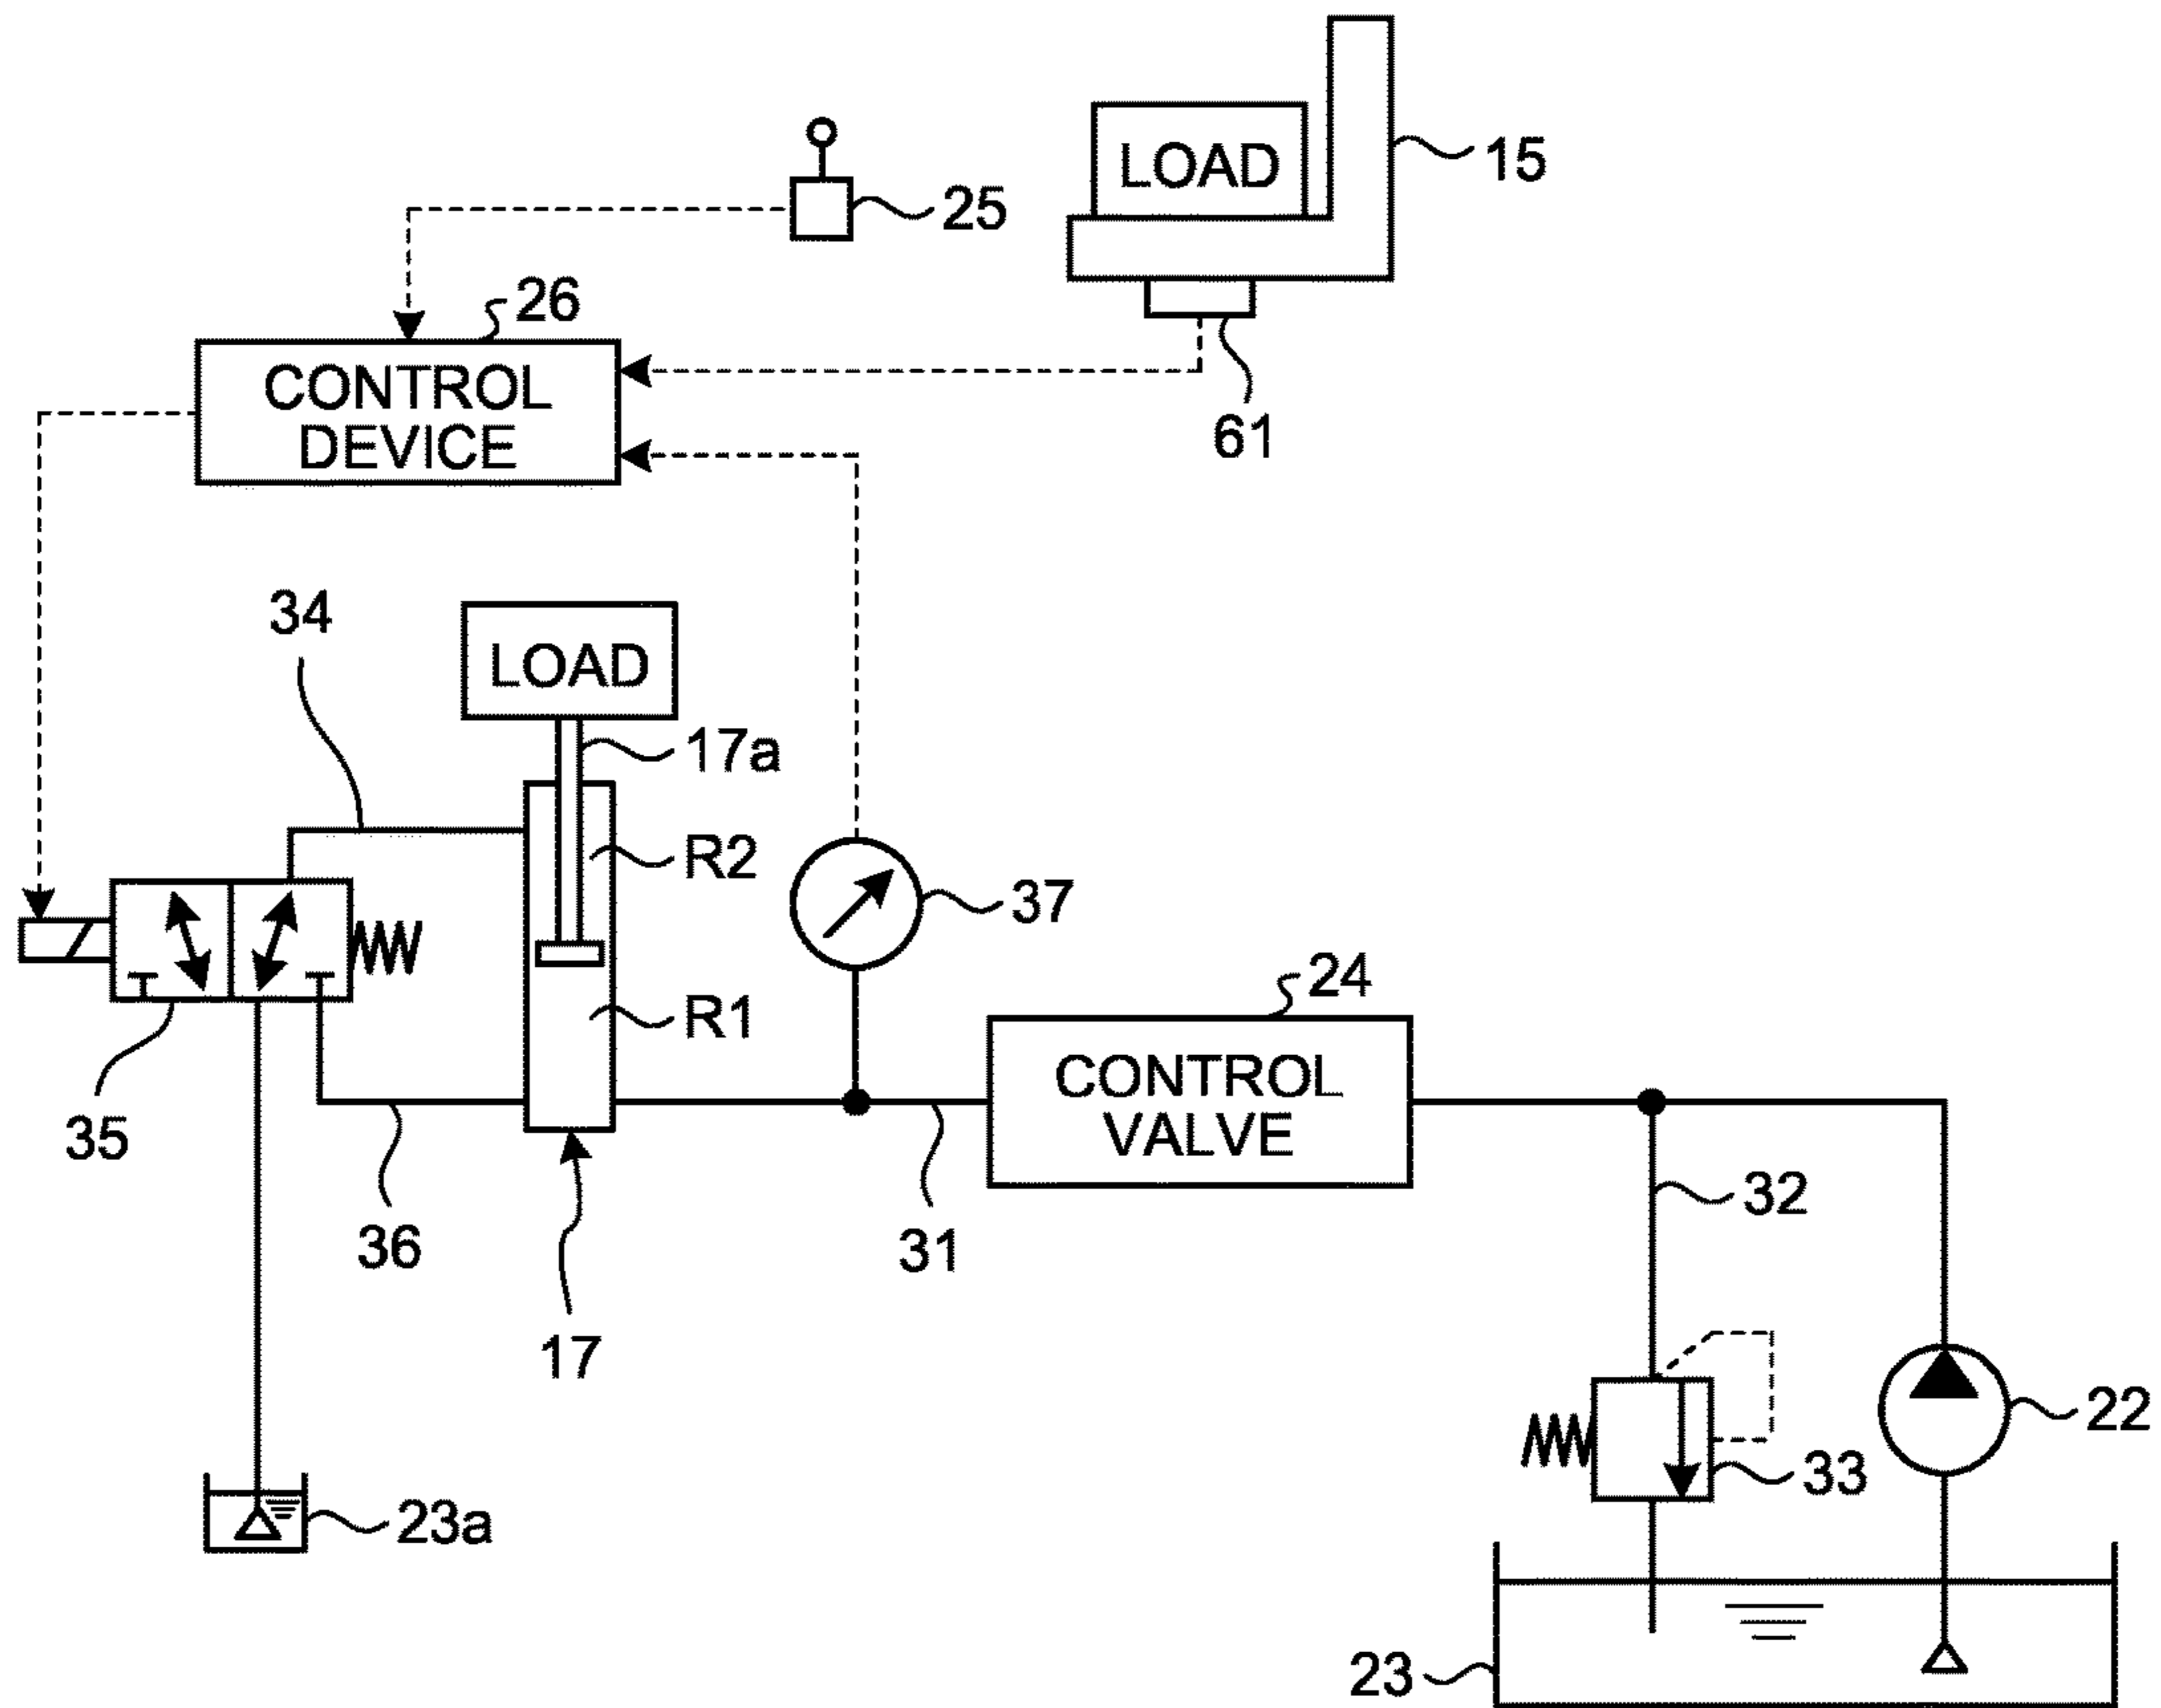 LOAD
15
25
26
CONTROL
DEVICE
61
34
LOAD
17a
R2
37
24
R1
CONTROL
VALVE
35
32
36
31
17
22
33
23a
23